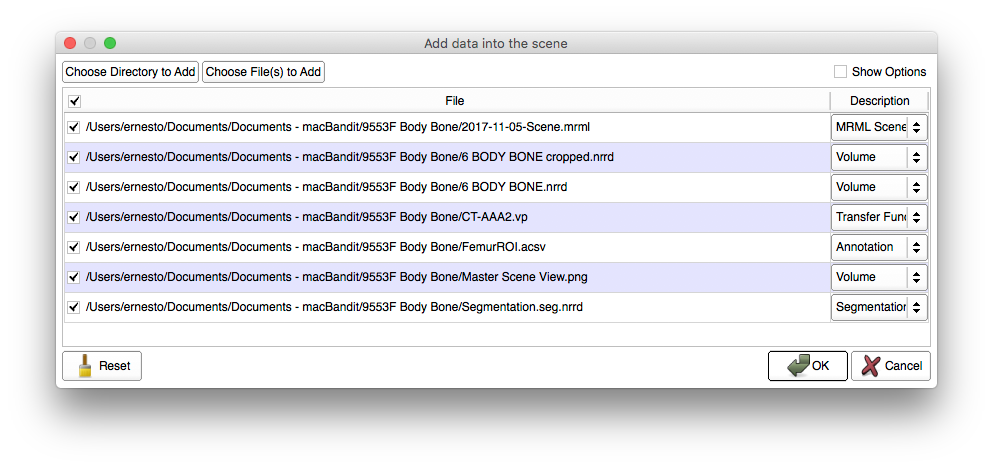 Add data into the scene
Choose Directory to Add Choose File(s) to Add Show Options
File Description
/Users/ernesto/Documents/Documents - macBandit/9553F Body Bone/2017-11-05-Scene.mrml MRML Scene
/Users/ernesto/Documents/Documents - macBandit/9553F Body Bone/6 BODY BONE cropped.nrrd Volume
/Users/ernesto/Documents/Documents - macBandit/9553F Body Bone/6 BODY BONE.nrrd Volume
/Users/ernesto/Documents/Documents - macBandit/9553F Body Bone/CT-AAA2.vp Transfer Func
/Users/ernesto/Documents/Documents - macBandit/9553F Body Bone/FemurROI.acsv Annotation
/Users/ernesto/Documents/Documents - macBandit/9553F Body Bone/Master Scene View.png Volume
/Users/ernesto/Documents/Documents - macBandit/9553F Body Bone/Segmentation.seg.nrrd Segmentation
Reset OK Cancel